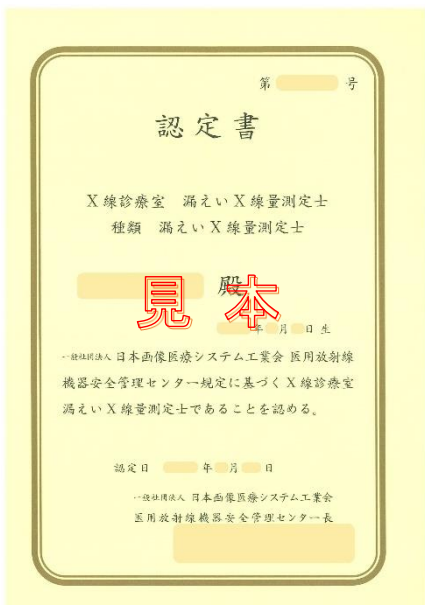 第 号
認定書
X線診療室 漏えいX線量測定士
種類 漏えいX線量測定士
殿
見本
年 月 日生
一般社団法人 日本画像医療システム工業会 医用放射線
機器安全管理センター規定に基づくX線診療室
漏えいX線量測定士であることを認める。
認定日 年 月 日
一般社団法人 日本画像医療システム工業会
医用放射線機器安全管理センター長